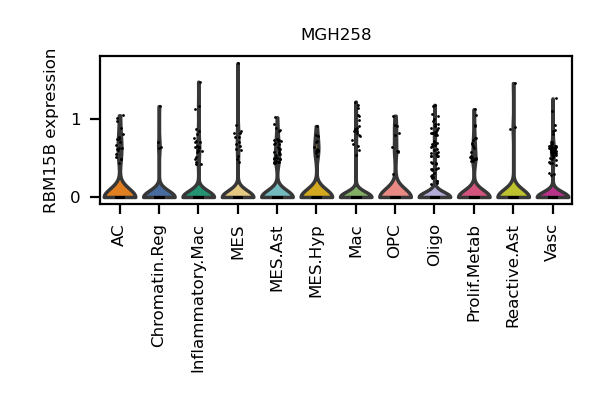 MGH258
RBM15B expression
1
0
AC
Chromatin.Reg
Inflammatory.Mac
MES
MES.Ast
MES.Hyp
Mac
OPC
Oligo
Prolif.Metab
Reactive.Ast
Vasc